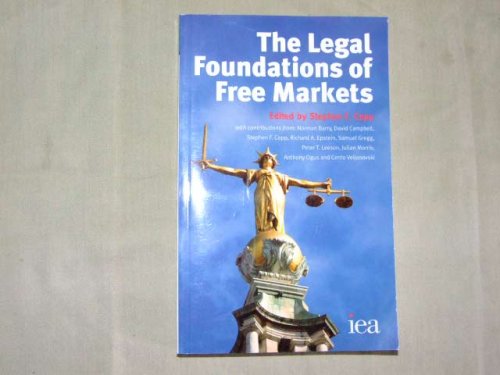 The Legal
Foundations of
Free Markets
Edited by Stephen F. Copp
with contributions from: Norman Barry, David Campbell,
Stephen F. Copp, Richard A. Epstein, Samuel Gregg,
Peter T. Leeson, Julian Morris,
Anthony Ogus and Cento Veljanovski
iea